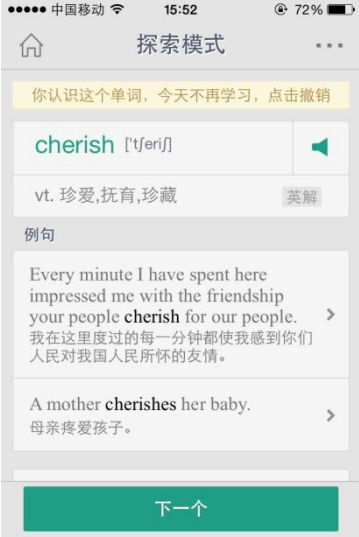 中国移动 15:52 72%
探索模式
你认识这个单词，今天不再学习，点击撤销
cherish ['tʃeriʃ]
vt. 珍爱,抚育,珍藏 英解
例句
Every minute I have spent here
impressed me with the friendship
your people cherish for our people.
我在这里度过的每一分钟都使我感到你们
人民对我国人民所怀的友情。
A mother cherishes her baby.
母亲疼爱孩子。
下一个